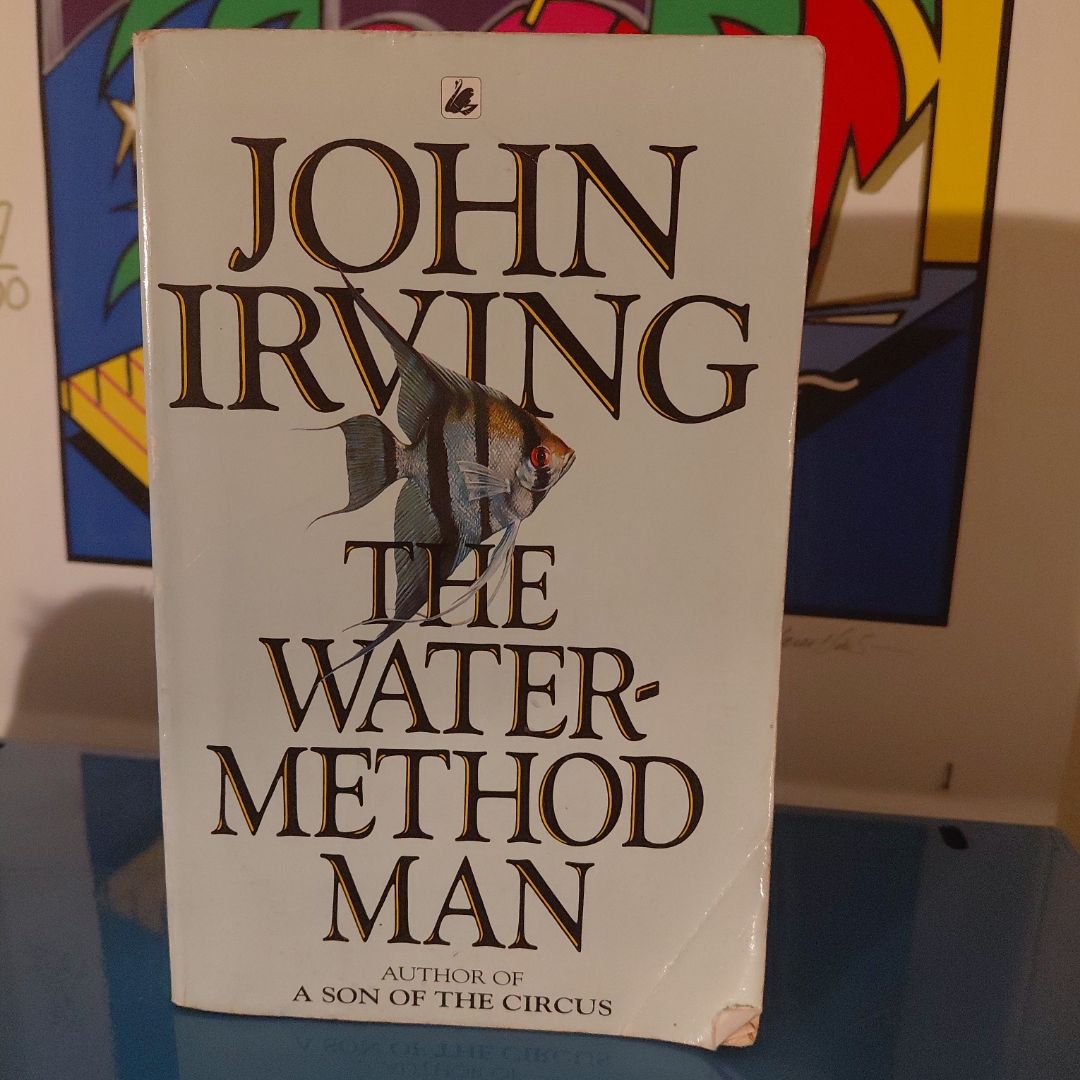 JOHN
IRVING
THE
WATER-
METHOD
MAN
AUTHOR OF
A SON OF THE CIRCUS